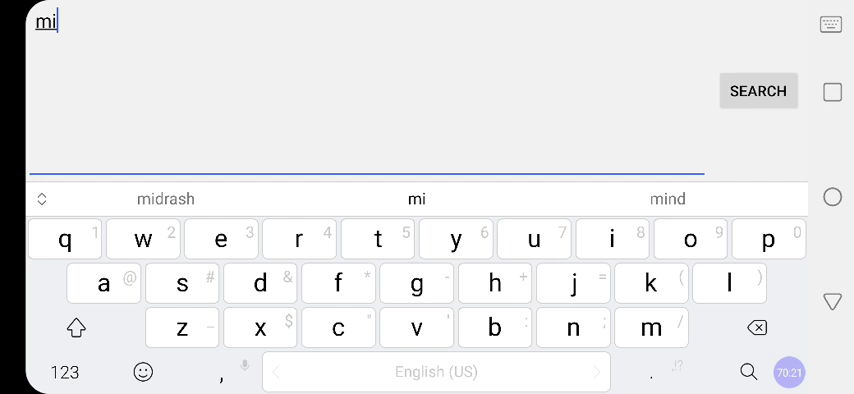 mi
SEARCH
midrash mi mind
q 1 w 2 e 3 r 4 t 5 y 6 u 7 i 8 o 9 p 0
a @ s # d & f * g - h + j = k ( l )
z _ x $ c " v ' b : n ; m /
123 , English (US) . .!? 70:21